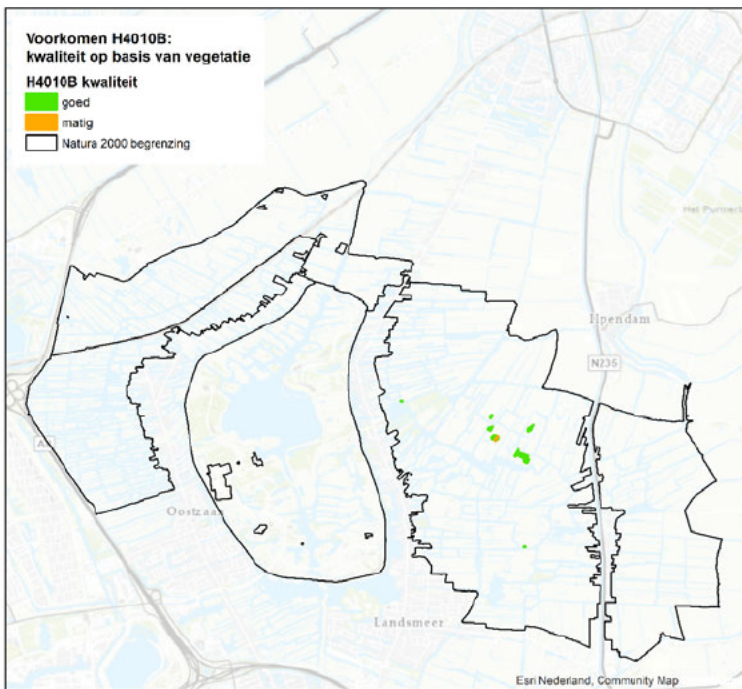 Voorkomen H4010B:
kwaliteit op basis van vegetatie
H4010B kwaliteit
goed
matig
Natura 2000 begrenzing
Ilpendam
N235
Oostzaan
Landsmeer
Esri Nederland, Community Map